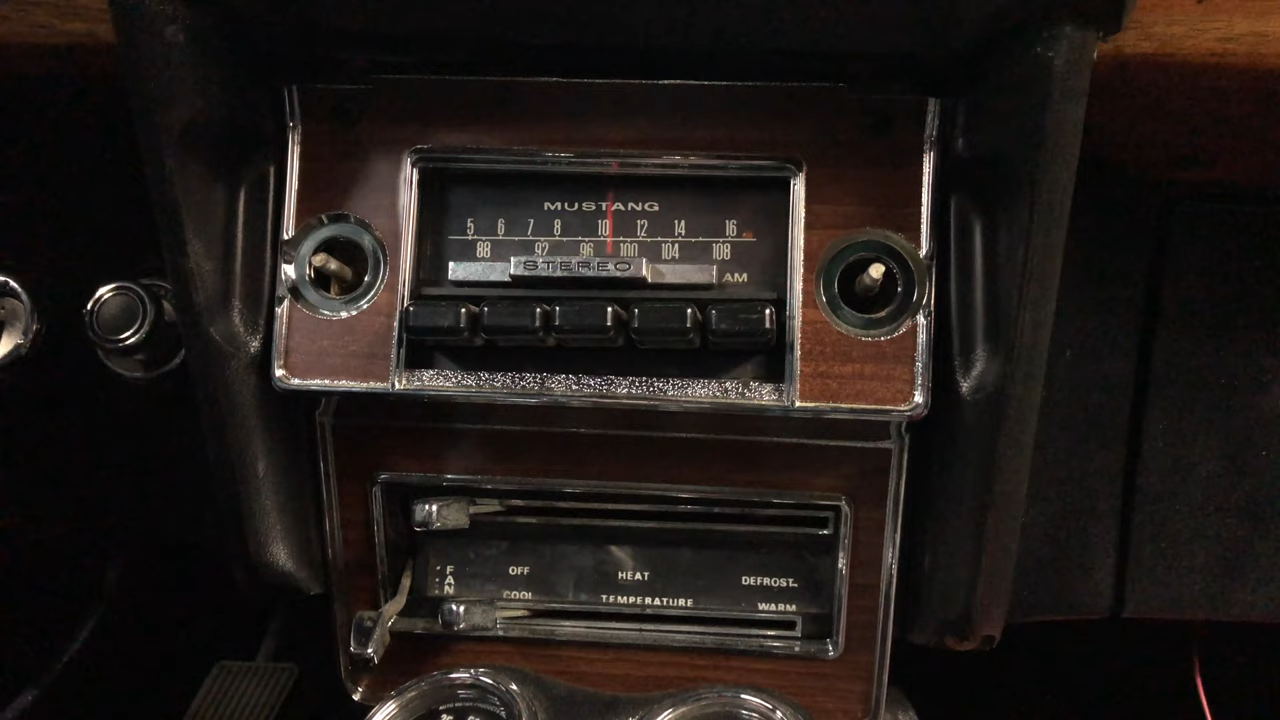 MUSTANG
5 6 7 8 10 12 14 16
88 92 96 100 104 108
STEREO
AM
FAN
OFF HEAT DEFROST
COOL TEMPERATURE WARM